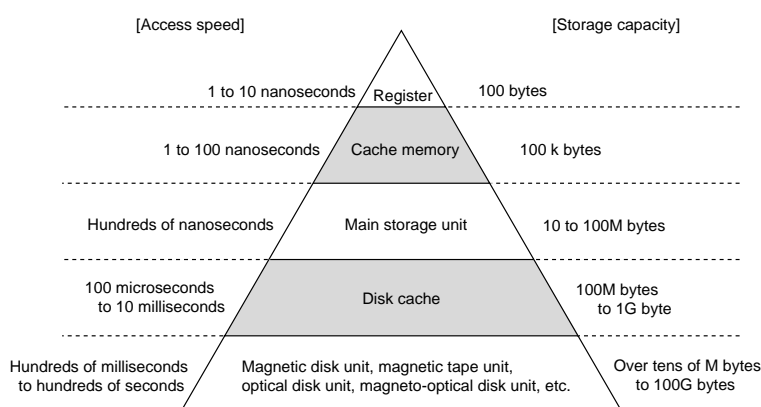 [Access speed] [Storage capacity]
1 to 10 nanoseconds Register 100 bytes
1 to 100 nanoseconds Cache memory 100 k bytes
Hundreds of nanoseconds Main storage unit 10 to 100M bytes
100 microseconds
to 10 milliseconds
Disk cache
100M bytes
to 1G byte
Hundreds of milliseconds
to hundreds of seconds
Magnetic disk unit, magnetic tape unit,
optical disk unit, magneto-optical disk unit, etc.
Over tens of M bytes
to 100G bytes